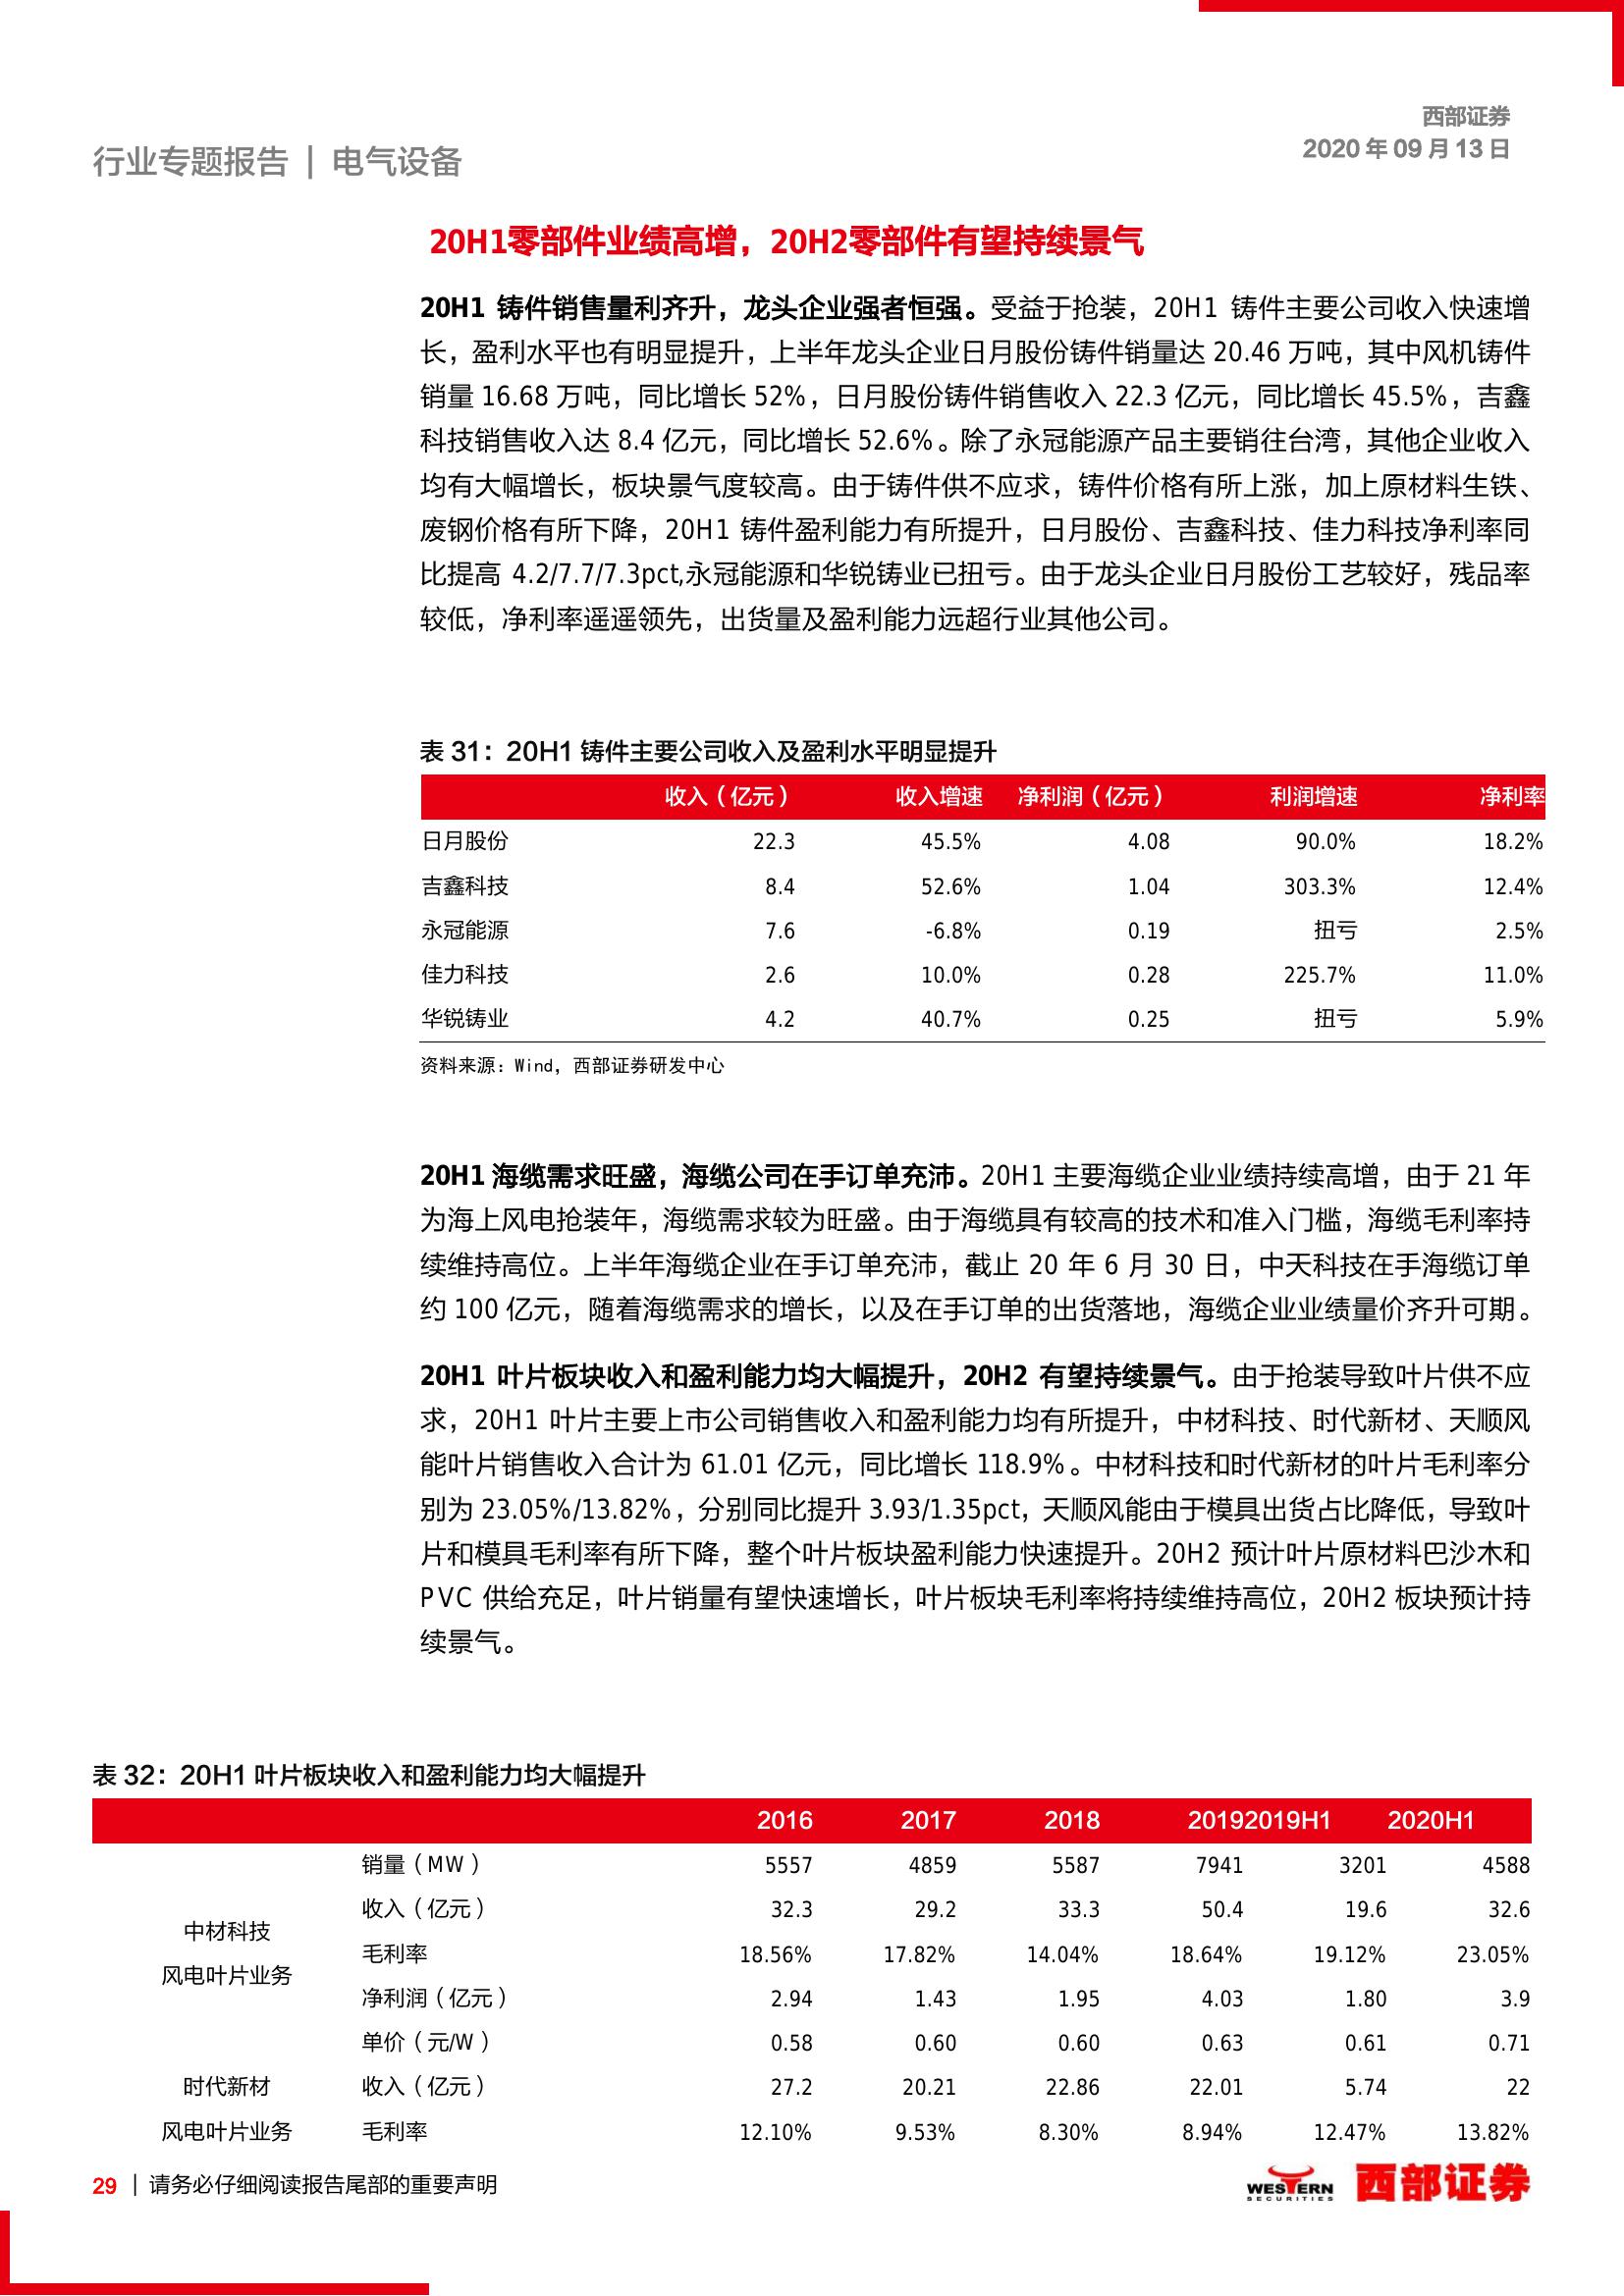 西部证券
2020 年 09 月 13 日
行业专题报告 | 电气设备
20H1零部件业绩高增，20H2零部件有望持续景气
20H1 铸件销售量利齐升，龙头企业强者恒强。受益于抢装，20H1 铸件主要公司收入快速增
长，盈利水平也有明显提升，上半年龙头企业日月股份铸件销量达 20.46 万吨，其中风机铸件
销量 16.68 万吨，同比增长 52%，日月股份铸件销售收入 22.3 亿元，同比增长 45.5%，吉鑫
科技销售收入达 8.4 亿元，同比增长 52.6%。除了永冠能源产品主要销往台湾，其他企业收入
均有大幅增长，板块景气度较高。由于铸件供不应求，铸件价格有所上涨，加上原材料生铁、
废钢价格有所下降，20H1 铸件盈利能力有所提升，日月股份、吉鑫科技、佳力科技净利率同
比提高 4.2/7.7/7.3pct,永冠能源和华锐铸业已扭亏。由于龙头企业日月股份工艺较好，残品率
较低，净利率遥遥领先，出货量及盈利能力远超行业其他公司。
表 31：20H1 铸件主要公司收入及盈利水平明显提升
收入（亿元） 收入增速 净利润（亿元） 利润增速 净利率
日月股份 22.3 45.5% 4.08 90.0% 18.2%
吉鑫科技 8.4 52.6% 1.04 303.3% 12.4%
永冠能源 7.6 -6.8% 0.19 扭亏 2.5%
佳力科技 2.6 10.0% 0.28 225.7% 11.0%
华锐铸业 4.2 40.7% 0.25 扭亏 5.9%
资料来源：Wind，西部证券研发中心
20H1 海缆需求旺盛，海缆公司在手订单充沛。20H1 主要海缆企业业绩持续高增，由于 21 年
为海上风电抢装年，海缆需求较为旺盛。由于海缆具有较高的技术和准入门槛，海缆毛利率持
续维持高位。上半年海缆企业在手订单充沛，截止 20 年 6 月 30 日，中天科技在手海缆订单
约 100 亿元，随着海缆需求的增长，以及在手订单的出货落地，海缆企业业绩量价齐升可期。
20H1 叶片板块收入和盈利能力均大幅提升，20H2 有望持续景气。由于抢装导致叶片供不应
求，20H1 叶片主要上市公司销售收入和盈利能力均有所提升，中材科技、时代新材、天顺风
能叶片销售收入合计为 61.01 亿元，同比增长 118.9%。中材科技和时代新材的叶片毛利率分
别为 23.05%/13.82%，分别同比提升 3.93/1.35pct，天顺风能由于模具出货占比降低，导致叶
片和模具毛利率有所下降，整个叶片板块盈利能力快速提升。20H2 预计叶片原材料巴沙木和
PVC 供给充足，叶片销量有望快速增长，叶片板块毛利率将持续维持高位，20H2 板块预计持
续景气。
表 32：20H1 叶片板块收入和盈利能力均大幅提升
2016 2017 2018 20192019H1 2020H1
销量（MW） 5557 4859 5587 7941 3201 4588
收入（亿元） 32.3 29.2 33.3 50.4 19.6 32.6
中材科技
毛利率 18.56% 17.82% 14.04% 18.64% 19.12% 23.05%
风电叶片业务
净利润（亿元） 2.94 1.43 1.95 4.03 1.80 3.9
单价（元/W） 0.58 0.60 0.60 0.63 0.61 0.71
时代新材 收入（亿元） 27.2 20.21 22.86 22.01 5.74 22
风电叶片业务 毛利率 12.10% 9.53% 8.30% 8.94% 12.47% 13.82%
29 | 请务必仔细阅读报告尾部的重要声明
WESTERN
SECURITIES
西部证券